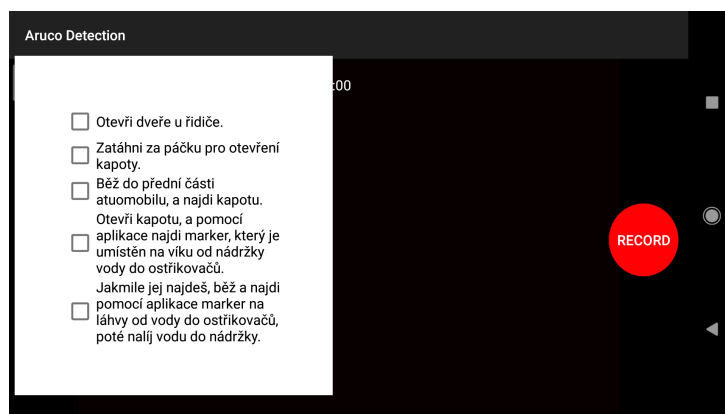 Aruco Detection
:00
Otevři dveře u řidiče.
Zatáhni za páčku pro otevření
kapoty.
Běž do přední části
atuomobilu, a najdi kapotu.
Otevři kapotu, a pomocí
aplikace najdi marker, který je
umístěn na víku od nádržky
vody do ostřikovačů.
Jakmile jej najdeš, běž a najdi
pomocí aplikace marker na
láhvy od vody do ostřikovačů,
poté nalíj vodu do nádržky.
RECORD